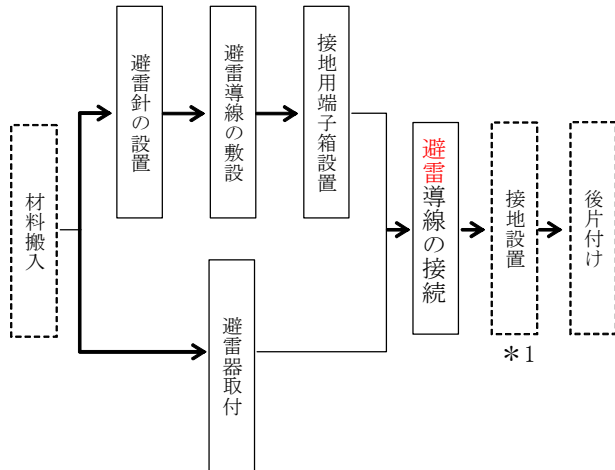 材料搬入
避雷針の設置
避雷導線の敷設
接地用端子箱設置
避雷器取付
避雷導線の接続
接地設置
＊1
後片付け